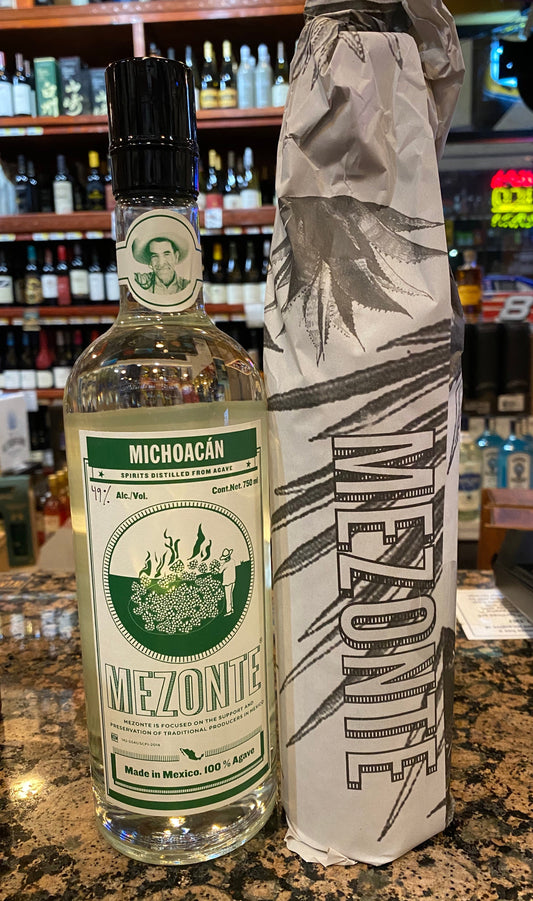 MICHOACÁN
SPIRITS DISTILLED FROM AGAVE
49% Alc./Vol. Cont.Net. 750 ml
MEZONTE
MEZONTE IS FOCUSED ON THE SUPPORT AND
PRESERVATION OF TRADITIONAL PRODUCERS IN MEXICO
Made in Mexico. 100 % Agave
MEZONTE
8